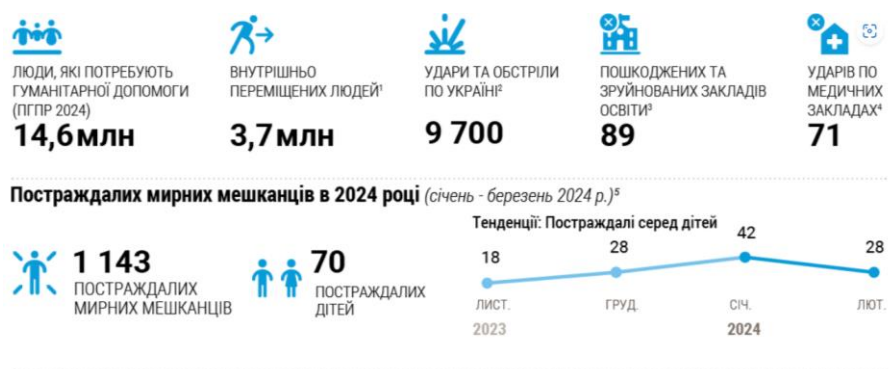 ЛЮДИ, ЯКІ ПОТРЕБУЮТЬ
ГУМАНІТАРНОЇ ДОПОМОГИ
(ПГПР 2024)
14,6 млн
ВНУТРІШНЬО
ПЕРЕМІЩЕНИХ ЛЮДЕЙ¹
3,7 млн
УДАРИ ТА ОБСТРІЛИ
ПО УКРАЇНІ²
9 700
ПОШКОДЖЕНИХ ТА
ЗРУЙНОВАНИХ ЗАКЛАДІВ
ОСВІТИ³
89
УДАРІВ ПО
МЕДИЧНИХ
ЗАКЛАДАХ⁴
71
Постраждалих мирних мешканців в 2024 році (січень - березень 2024 р.)⁵
1 143
ПОСТРАЖДАЛИХ
МИРНИХ МЕШКАНЦІВ
70
ПОСТРАЖДАЛИХ
ДІТЕЙ
Тенденції: Постраждалі серед дітей
18 28 42 28
ЛИСТ. ГРУД. СІЧ. ЛЮТ.
2023 2024